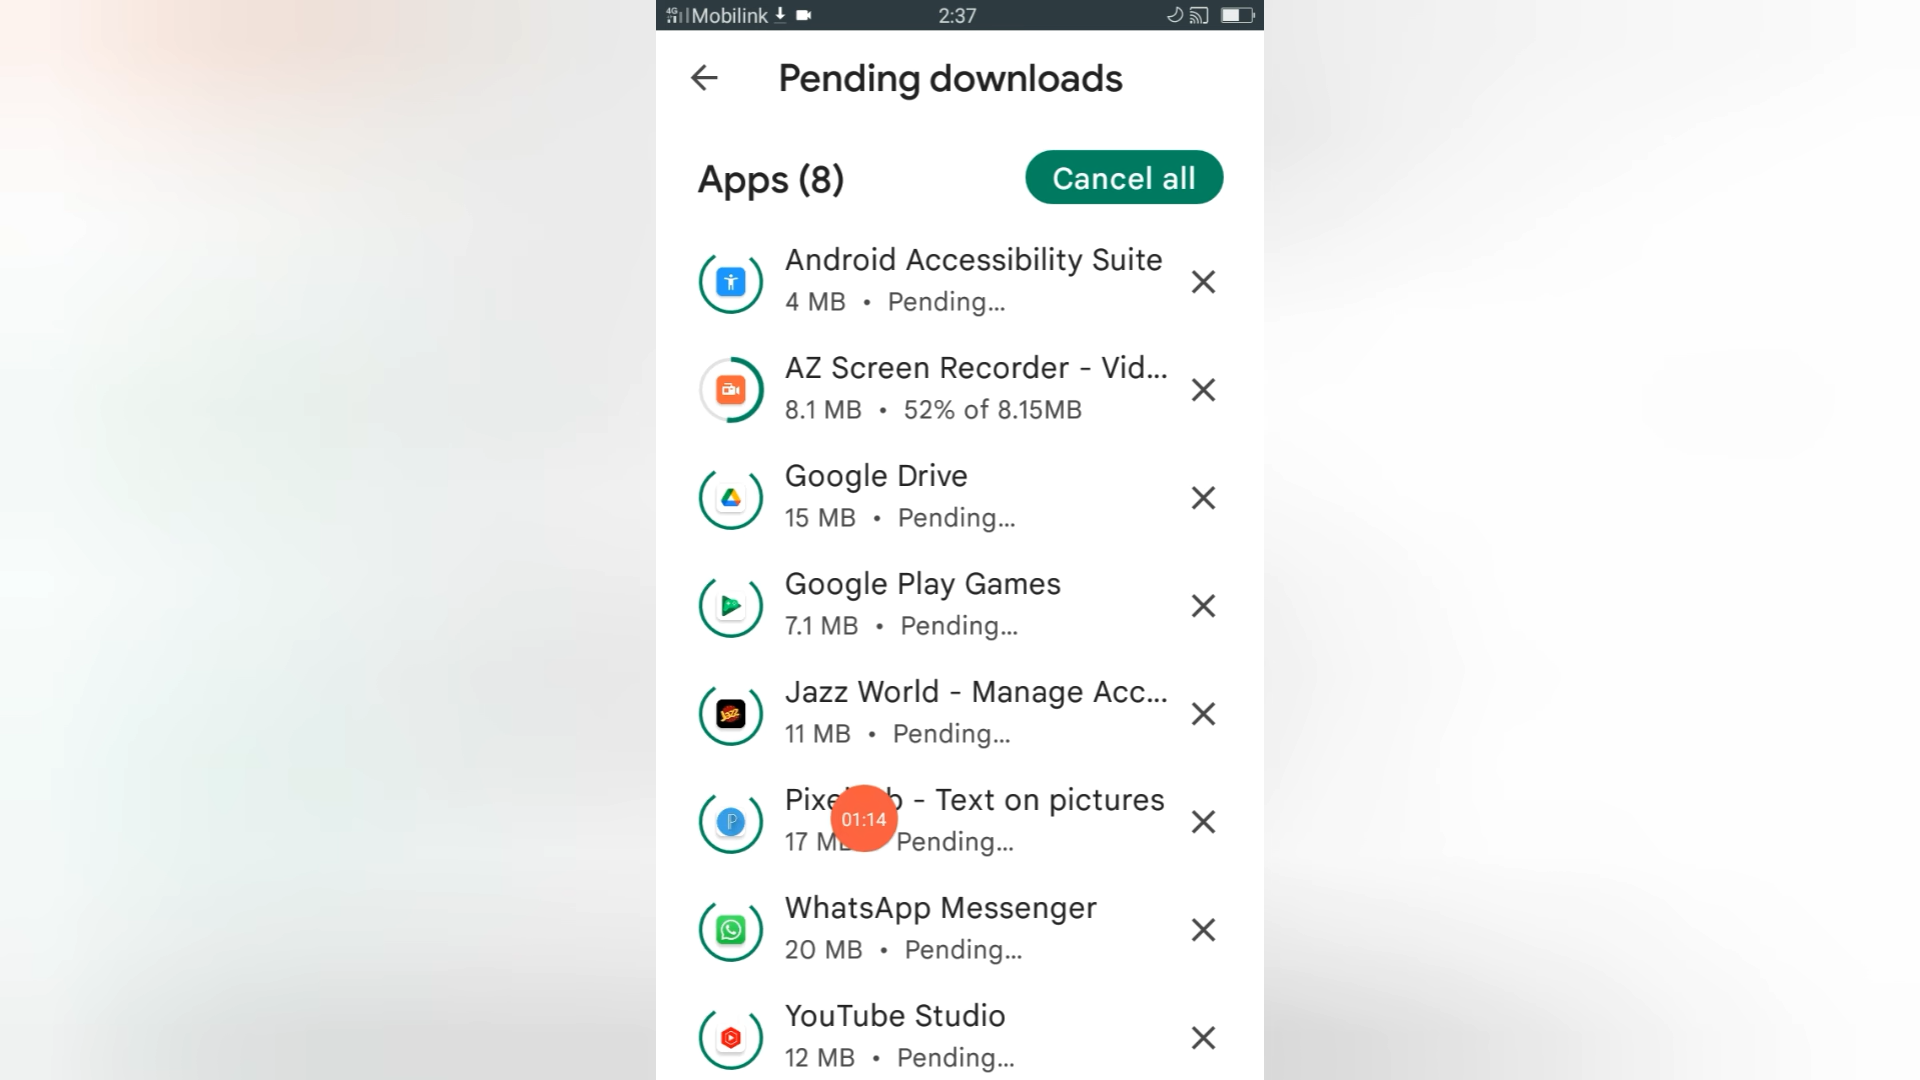 4G Mobilink 2:37
Pending downloads
Apps (8) Cancel all
Android Accessibility Suite
4 MB • Pending...
AZ Screen Recorder - Vid...
8.1 MB • 52% of 8.15MB
Google Drive
15 MB • Pending...
Google Play Games
7.1 MB • Pending...
Jazz World - Manage Acc...
Jazz
11 MB • Pending...
- Text on pictures
01:14
17 Pending...
WhatsApp Messenger
20 MB • Pending...
YouTube Studio
12 MB • Pending...